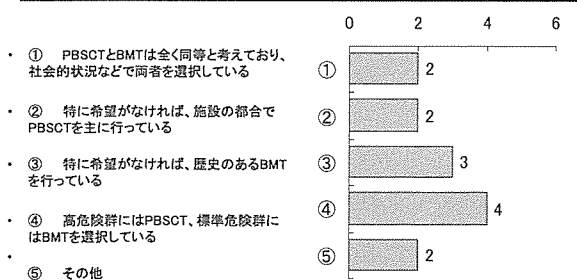 0 2 4 6
・ ① PBSCTとBMTは全く同等と考えており、
社会的状況などで両者を選択している
・ ② 特に希望がなければ、施設の都合で
PBSCTを主に行っている
・ ③ 特に希望がなければ、歴史のあるBMT
を行っている
・ ④ 高危険群にはPBSCT、標準危険群に
はBMTを選択している
・
⑤ その他
① 2
② 2
③ 3
④ 4
⑤ 2